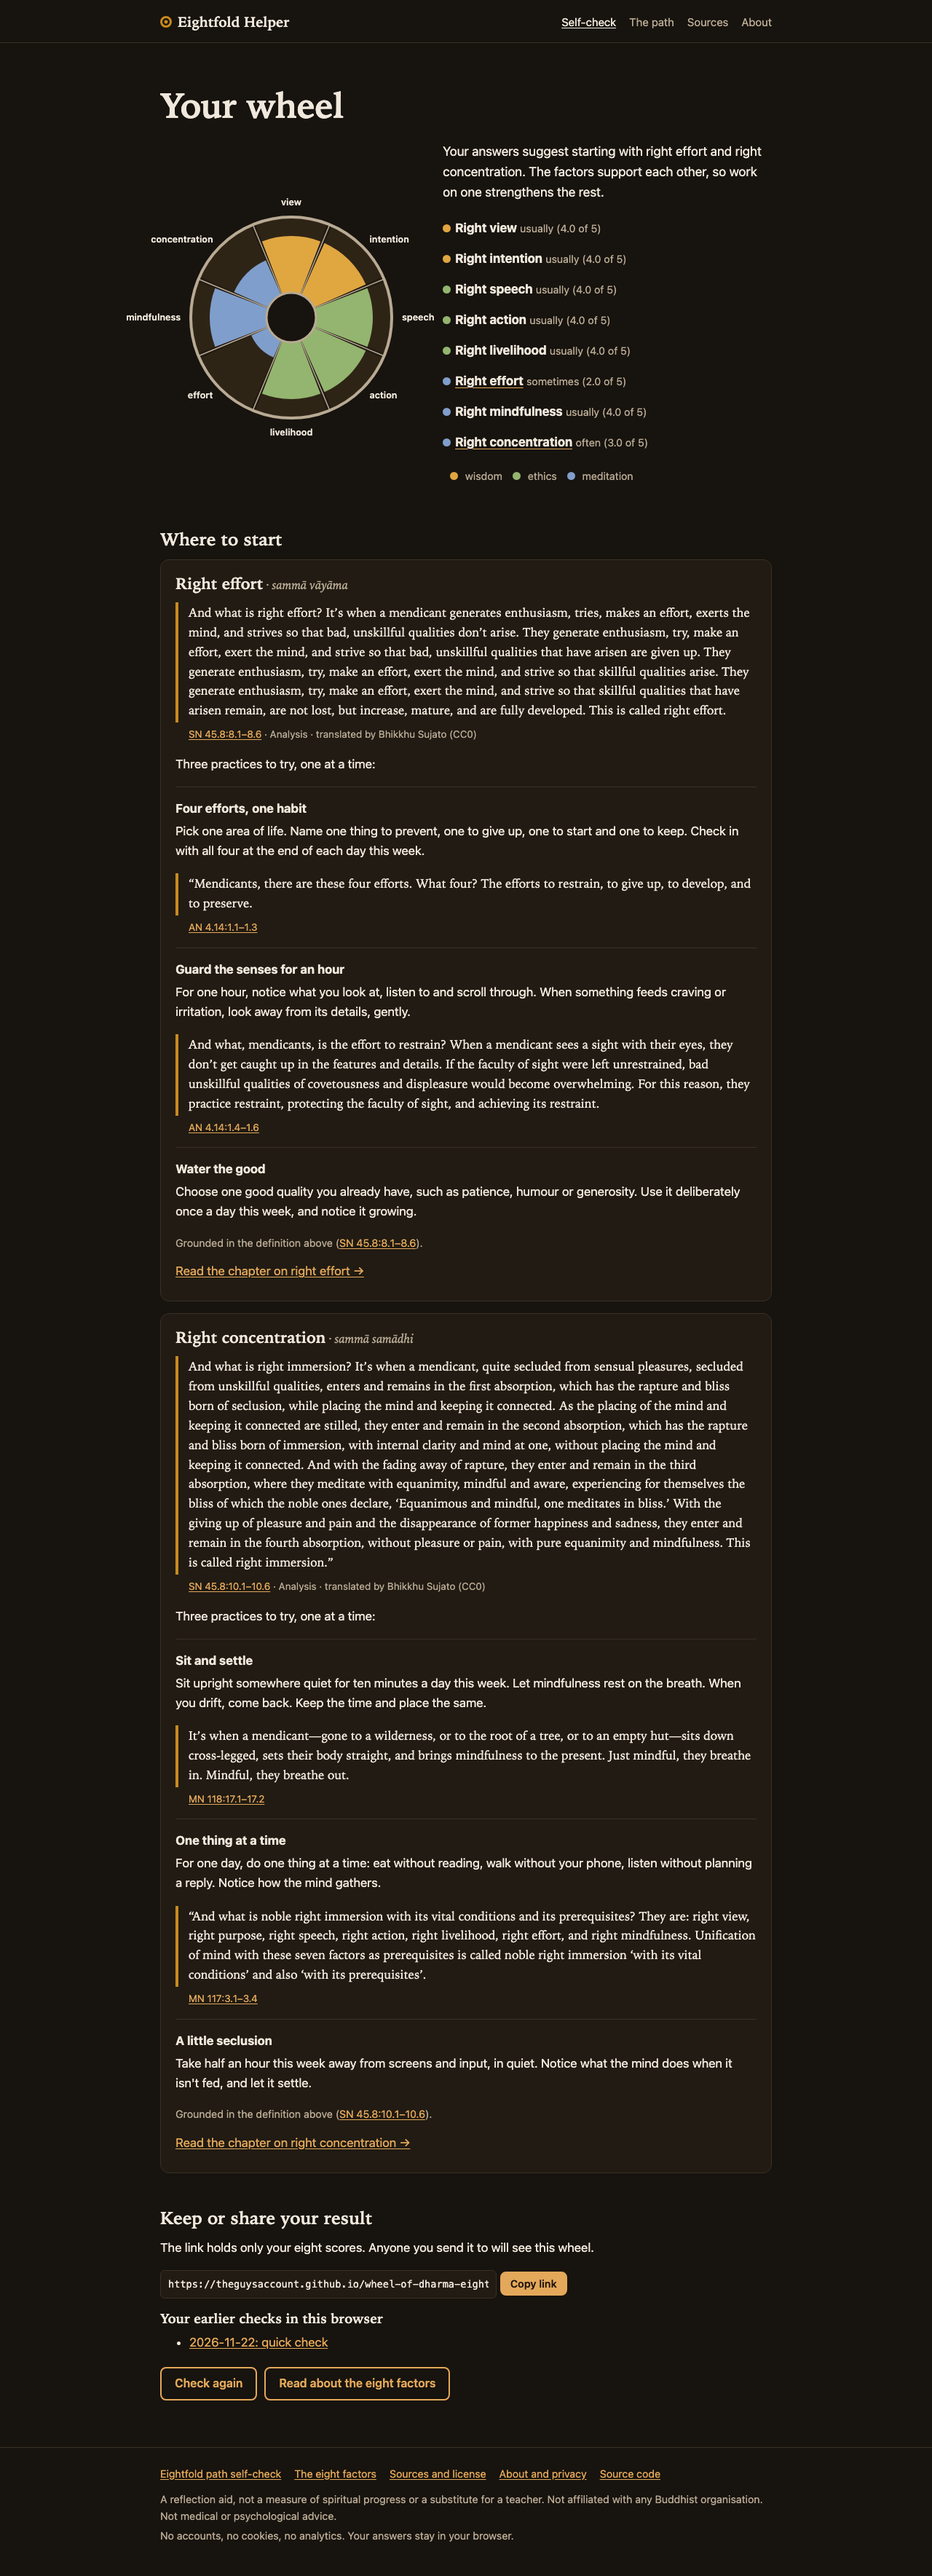 Eightfold Helper
Self-check The path Sources About
Your wheel
Your answers suggest starting with right effort and right
concentration. The factors support each other, so work
on one strengthens the rest.
view
concentration
intention
mindfulness
speech
effort
action
livelihood
Right view usually (4.0 of 5)
Right intention usually (4.0 of 5)
Right speech usually (4.0 of 5)
Right action usually (4.0 of 5)
Right livelihood usually (4.0 of 5)
Right effort sometimes (2.0 of 5)
Right mindfulness usually (4.0 of 5)
Right concentration often (3.0 of 5)
wisdom ethics meditation
Where to start
Right effort · sammā vāyāma
And what is right effort? It’s when a mendicant generates enthusiasm, tries, makes an effort, exerts the
mind, and strives so that bad, unskillful qualities don’t arise. They generate enthusiasm, try, make an
effort, exert the mind, and strive so that bad, unskillful qualities that have arisen are given up. They
generate enthusiasm, try, make an effort, exert the mind, and strive so that skillful qualities arise. They
generate enthusiasm, try, make an effort, exert the mind, and strive so that skillful qualities that have
arisen remain, are not lost, but increase, mature, and are fully developed. This is called right effort.
SN 45.8:8.1–8.6 · Analysis · translated by Bhikkhu Sujato (CC0)
Three practices to try, one at a time:
Four efforts, one habit
Pick one area of life. Name one thing to prevent, one to give up, one to start and one to keep. Check in
with all four at the end of each day this week.
“Mendicants, there are these four efforts. What four? The efforts to restrain, to give up, to develop, and
to preserve.
AN 4.14:1.1–1.3
Guard the senses for an hour
For one hour, notice what you look at, listen to and scroll through. When something feeds craving or
irritation, look away from its details, gently.
And what, mendicants, is the effort to restrain? When a mendicant sees a sight with their eyes, they
don’t get caught up in the features and details. If the faculty of sight were left unrestrained, bad
unskillful qualities of covetousness and displeasure would become overwhelming. For this reason, they
practice restraint, protecting the faculty of sight, and achieving its restraint.
AN 4.14:1.4–1.6
Water the good
Choose one good quality you already have, such as patience, humour or generosity. Use it deliberately
once a day this week, and notice it growing.
Grounded in the definition above (SN 45.8:8.1–8.6).
Read the chapter on right effort →
Right concentration · sammā samādhi
And what is right immersion? It’s when a mendicant, quite secluded from sensual pleasures, secluded
from unskillful qualities, enters and remains in the first absorption, which has the rapture and bliss
born of seclusion, while placing the mind and keeping it connected. As the placing of the mind and
keeping it connected are stilled, they enter and remain in the second absorption, which has the rapture
and bliss born of immersion, with internal clarity and mind at one, without placing the mind and
keeping it connected. And with the fading away of rapture, they enter and remain in the third
absorption, where they meditate with equanimity, mindful and aware, experiencing for themselves the
bliss of which the noble ones declare, ‘Equanimous and mindful, one meditates in bliss.’ With the
giving up of pleasure and pain and the disappearance of former happiness and sadness, they enter and
remain in the fourth absorption, without pleasure or pain, with pure equanimity and mindfulness. This
is called right immersion.”
SN 45.8:10.1–10.6 · Analysis · translated by Bhikkhu Sujato (CC0)
Three practices to try, one at a time:
Sit and settle
Sit upright somewhere quiet for ten minutes a day this week. Let mindfulness rest on the breath. When
you drift, come back. Keep the time and place the same.
It’s when a mendicant—gone to a wilderness, or to the root of a tree, or to an empty hut—sits down
cross-legged, sets their body straight, and brings mindfulness to the present. Just mindful, they breathe
in. Mindful, they breathe out.
MN 118:17.1–17.2
One thing at a time
For one day, do one thing at a time: eat without reading, walk without your phone, listen without planning
a reply. Notice how the mind gathers.
“And what is noble right immersion with its vital conditions and its prerequisites? They are: right view,
right purpose, right speech, right action, right livelihood, right effort, and right mindfulness. Unification
of mind with these seven factors as prerequisites is called noble right immersion ‘with its vital
conditions’ and also ‘with its prerequisites’.
MN 117:3.1–3.4
A little seclusion
Take half an hour this week away from screens and input, in quiet. Notice what the mind does when it
isn't fed, and let it settle.
Grounded in the definition above (SN 45.8:10.1–10.6).
Read the chapter on right concentration →
Keep or share your result
The link holds only your eight scores. Anyone you send it to will see this wheel.
https://theguysaccount.github.io/wheel-of-dharma-eight Copy link
Your earlier checks in this browser
• 2026-11-22: quick check
Check again Read about the eight factors
Eightfold path self-check The eight factors Sources and license About and privacy Source code
A reflection aid, not a measure of spiritual progress or a substitute for a teacher. Not affiliated with any Buddhist organisation.
Not medical or psychological advice.
No accounts, no cookies, no analytics. Your answers stay in your browser.